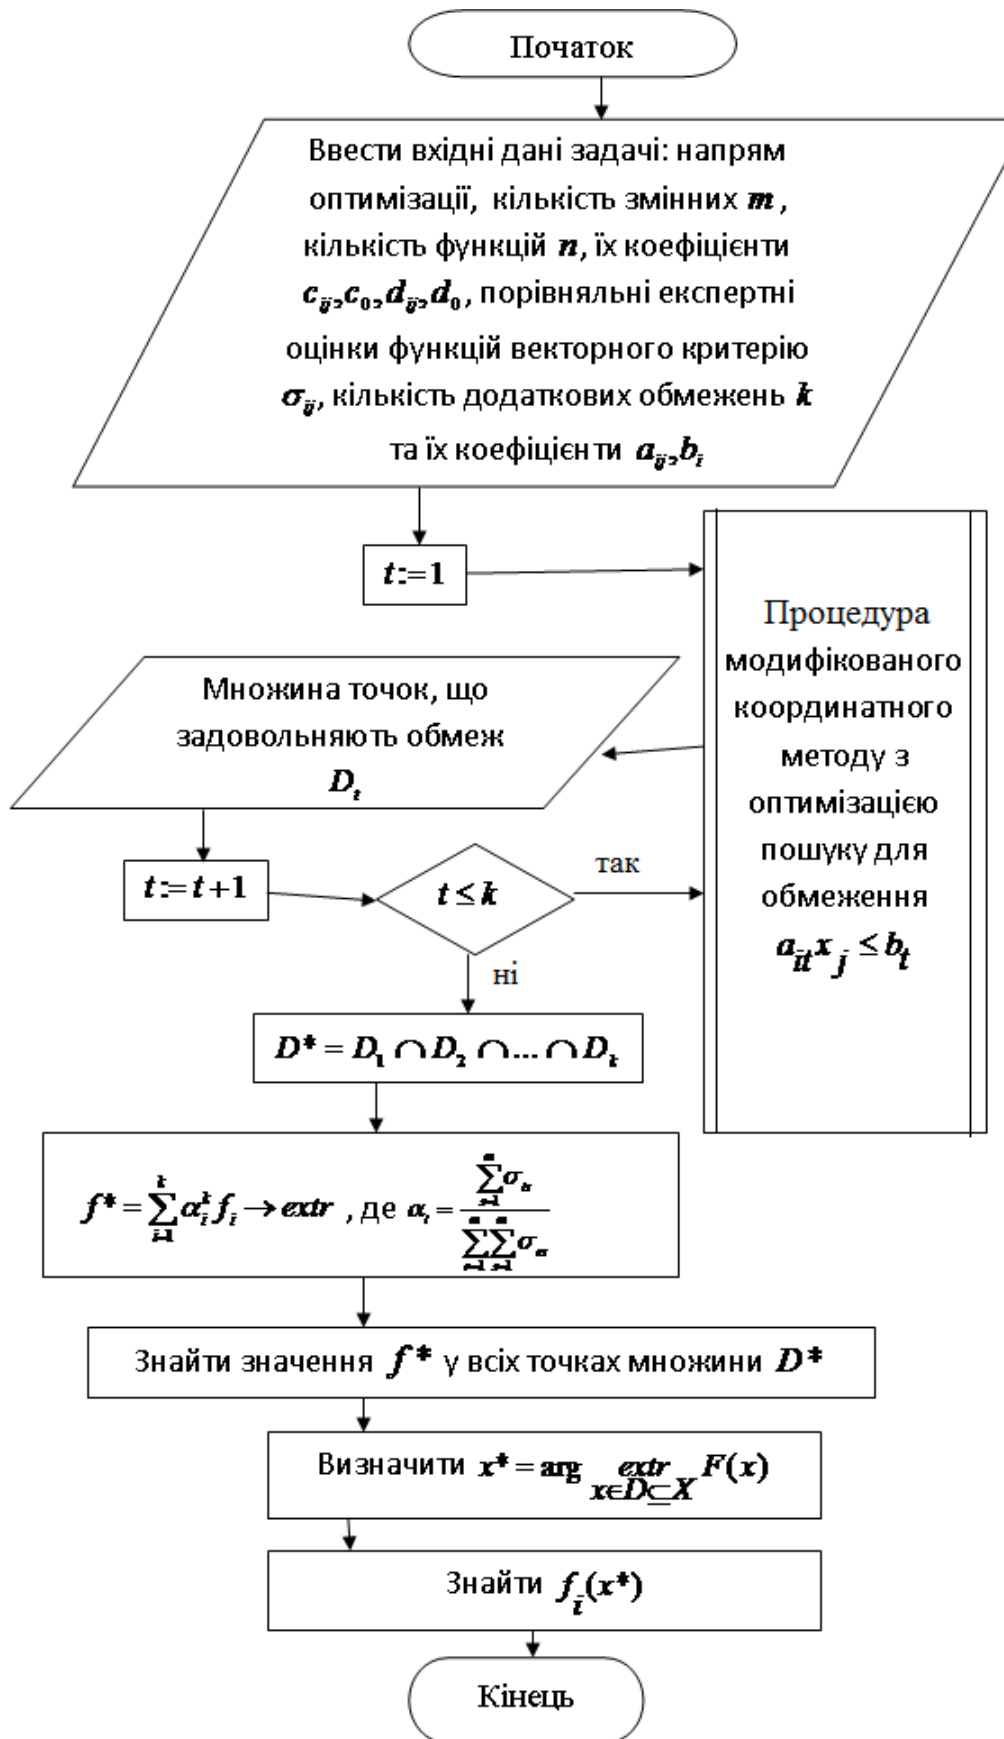 Початок
Ввести вхідні дані задачі: напрям
оптимізації, кількість змінних m ,
кількість функцій n, їх коефіцієнти
c_ij, c_0, d_ij, d_0 , порівняльні експертні
оцінки функцій векторного критерію
σ_ij, кількість додаткових обмежень k
та їх коефіцієнти a_ij, b_i
t:=1
Процедура
модифікованого
координатного
методу з
оптимізацією
пошуку для
обмеження
a_it x_j ≤ b_t
Множина точок, що
задовольняють обмеж
D_t
t:= t+1
t ≤ k
так
ні
D* = D_1 ∩ D_2 ∩ ... ∩ D_k
f* = ∑ α_i^k f_i → extr , де α_i =
Знайти значення f* у всіх точках множини D*
Визначити x* = arg extr F(x)
x∈D⊆X
Знайти f_i(x*)
Кінець